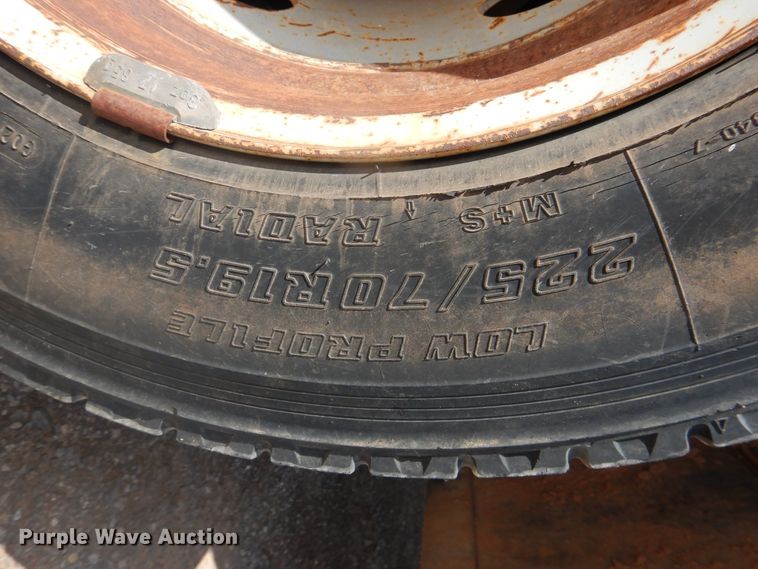 LOW PROFILE
225/70R19.5
M+S RADIAL
Purple Wave Auction